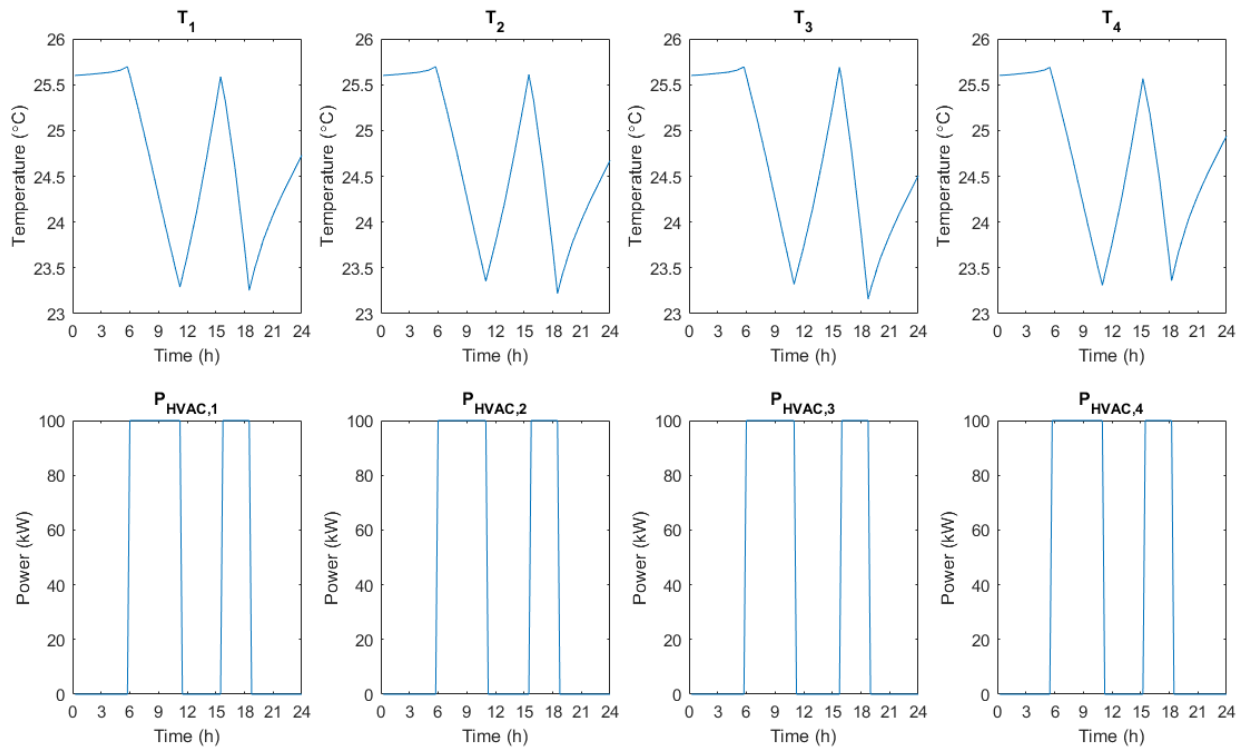 T1 T2 T3 T4
26 26 26 26
25.5 25.5 25.5 25.5
25 25 25 25
24.5 24.5 24.5 24.5
24 24 24 24
23.5 23.5 23.5 23.5
23 23 23 23
Temperature (°C) Temperature (°C) Temperature (°C) Temperature (°C)
0 3 6 9 12 15 18 21 24 0 3 6 9 12 15 18 21 24 0 3 6 9 12 15 18 21 24 0 3 6 9 12 15 18 21 24
Time (h) Time (h) Time (h) Time (h)
PHVAC,1 PHVAC,2 PHVAC,3 PHVAC,4
100 100 100 100
80 80 80 80
60 60 60 60
40 40 40 40
20 20 20 20
0 0 0 0
Power (kW) Power (kW) Power (kW) Power (kW)
0 3 6 9 12 15 18 21 24 0 3 6 9 12 15 18 21 24 0 3 6 9 12 15 18 21 24 0 3 6 9 12 15 18 21 24
Time (h) Time (h) Time (h) Time (h)